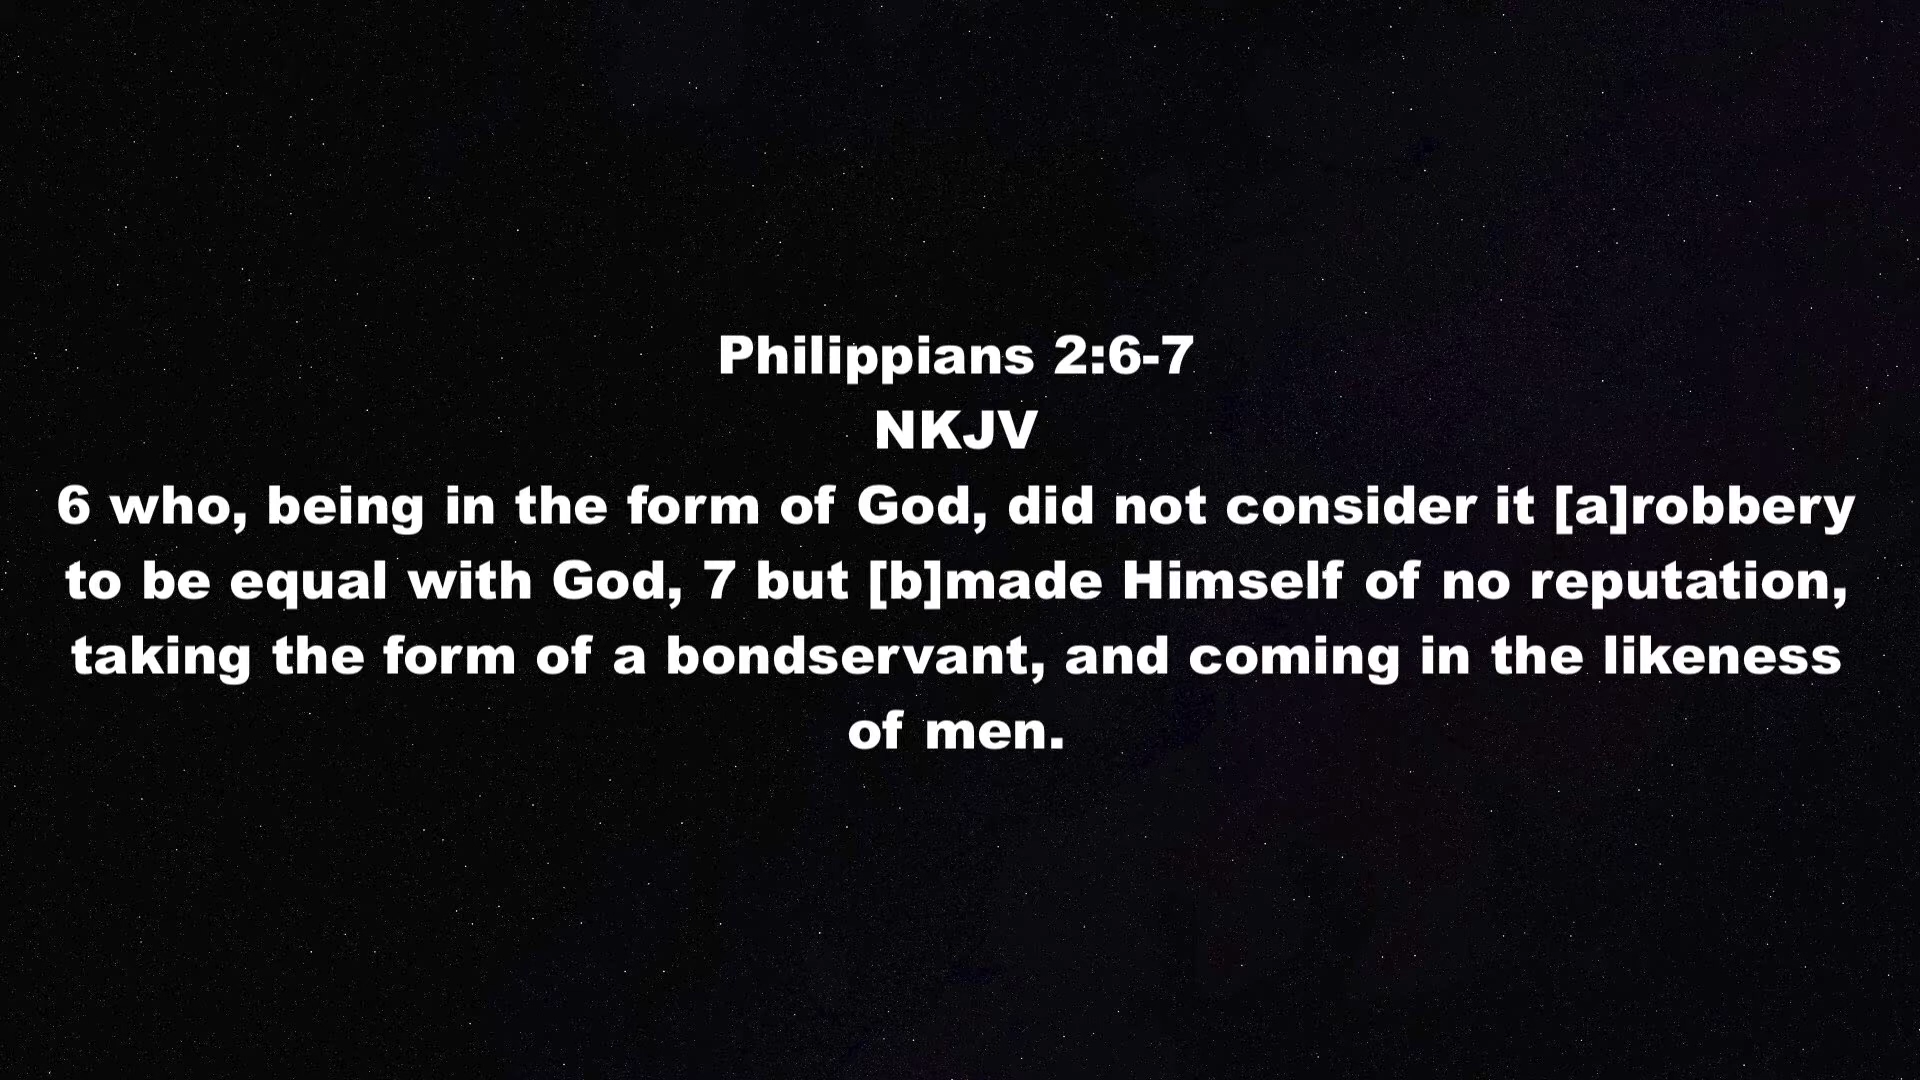 Philippians 2:6-7
NKJV
6 who, being in the form of God, did not consider it [a]robbery
to be equal with God, 7 but [b]made Himself of no reputation,
taking the form of a bondservant, and coming in the likeness
of men.